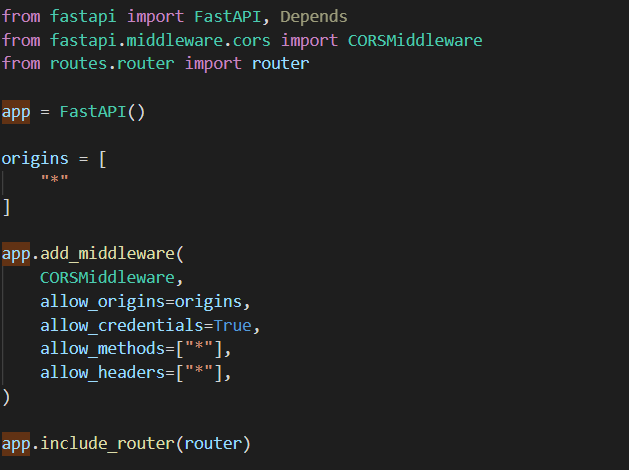 from fastapi import FastAPI, Depends
from fastapi.middleware.cors import CORSMiddleware
from routes.router import router
app = FastAPI()
origins = [
    "*"
]
app.add_middleware(
    CORSMiddleware,
    allow_origins=origins,
    allow_credentials=True,
    allow_methods=["*"],
    allow_headers=["*"],
)
app.include_router(router)